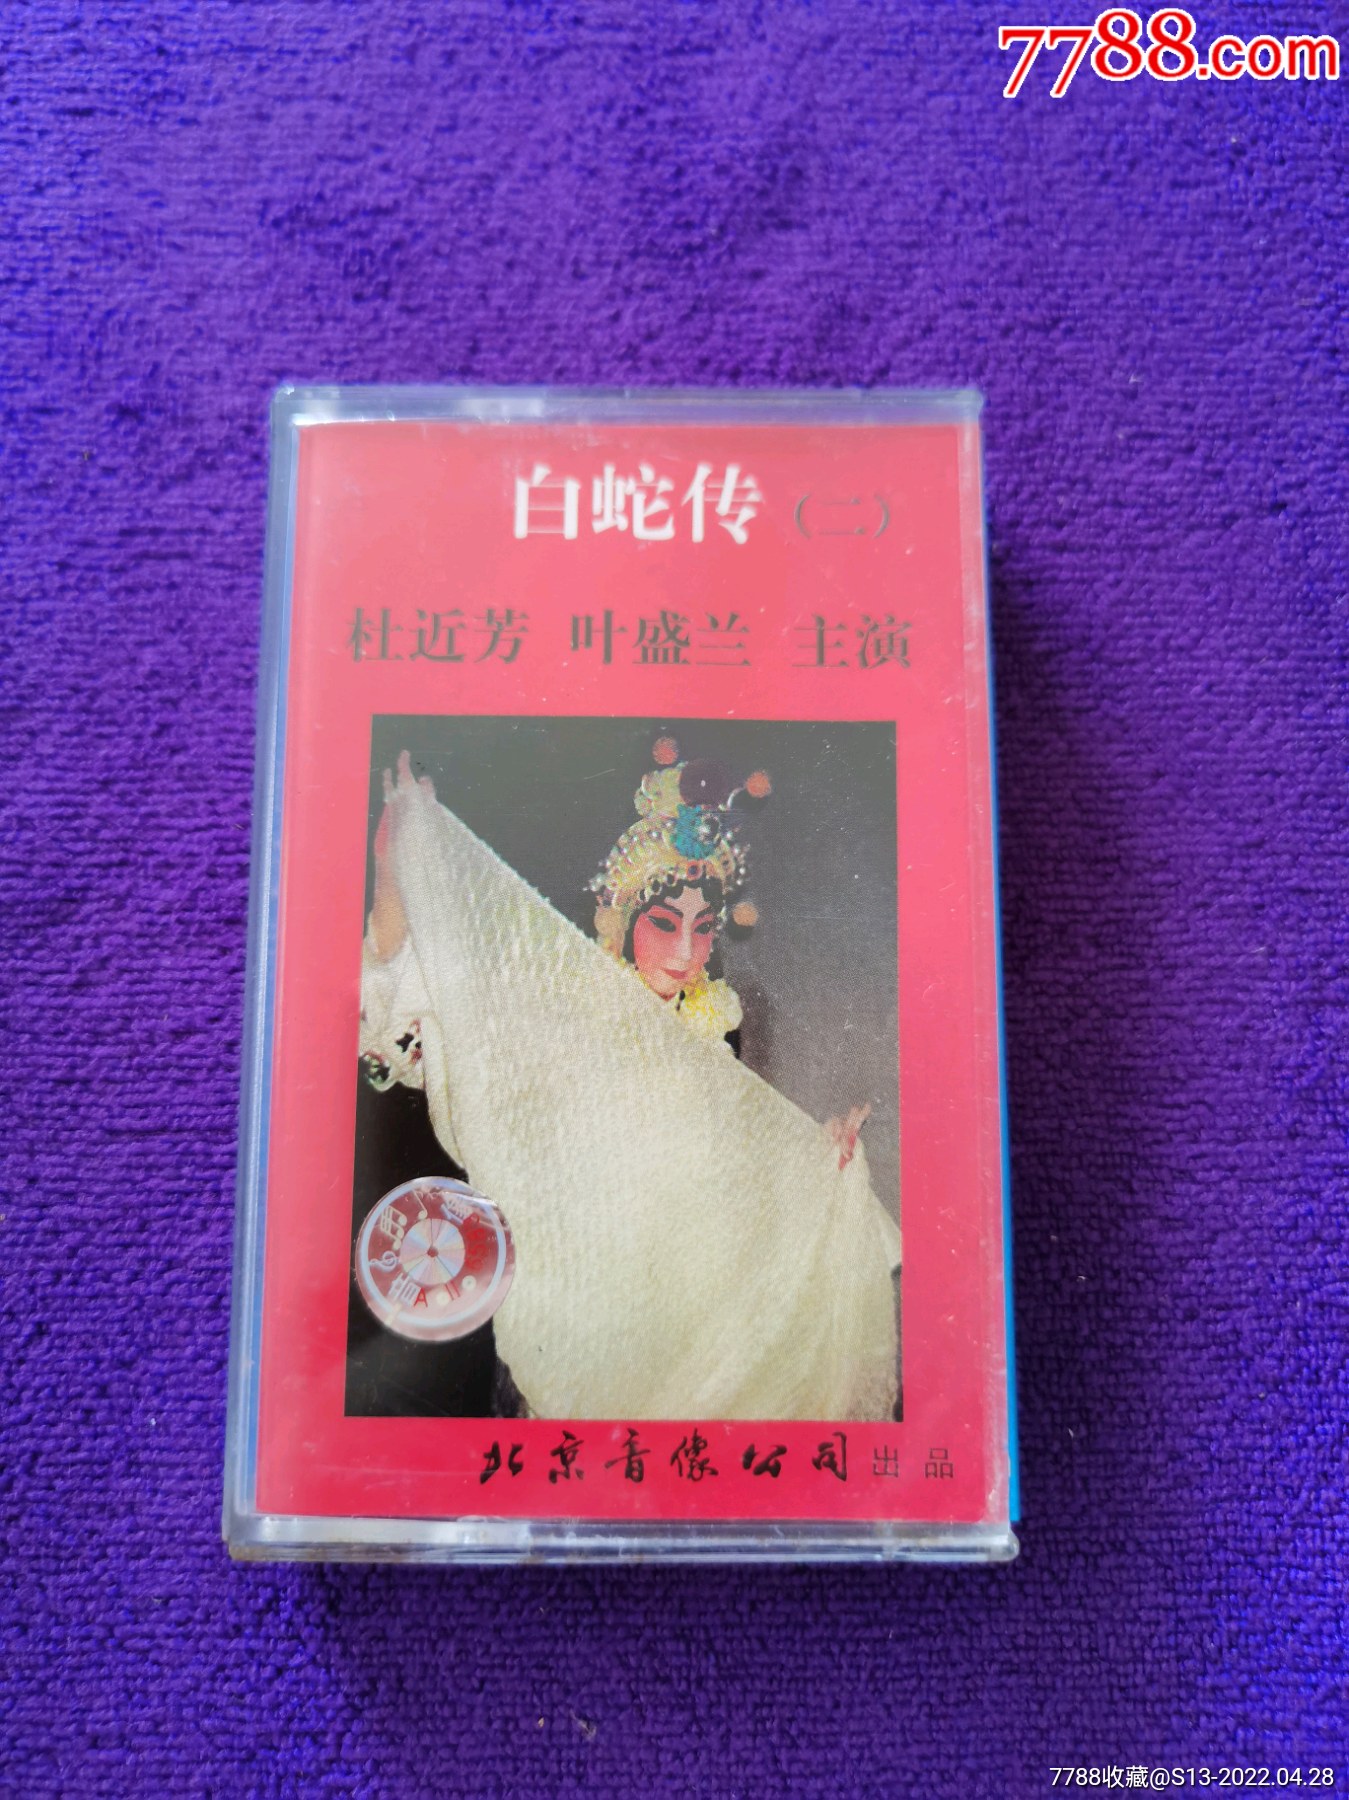 7788.com
白蛇传（二）
杜近芳 叶盛兰 主演
北京音像公司出品
7788收藏@S13-2022.04.28